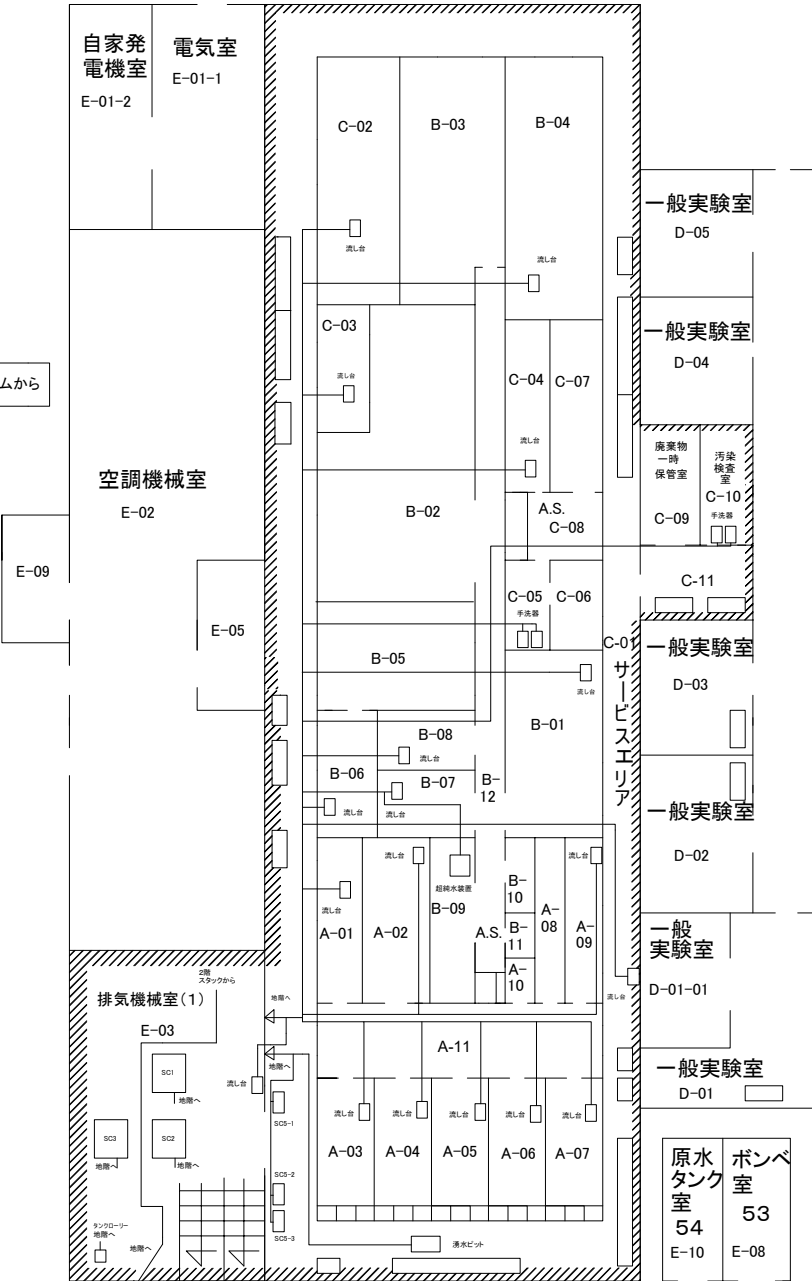 自家発
電機室
E-01-2
電気室
E-01-1
C-02
B-03
B-04
流し台
流し台
一般実験室
D-05
C-03
流し台
一般実験室
D-04
ムから
C-04
C-07
流し台
空調機械室
E-02
B-02
A.S.
C-08
廃棄物
一時
保管室
C-09
汚染
検査
室
C-10
手洗器
E-09
E-05
C-05
C-06
手洗器
C-11
C-01
サービスエリア
一般実験室
D-03
B-05
流し台
B-01
B-08
流し台
B-06
B-07
B-
12
流し台
流し台
一般実験室
D-02
流し台
超純水装置
流し台
流し台
A-01
A-02
B-09
A.S.
B-
10
B-
11
A-
10
A-
08
A-
09
一般
実験室
D-01-01
流し台
2階
スタックから
排気機械室(1)
E-03
地階へ
地階へ
A-11
一般実験室
D-01
SC1
地階へ
流し台
SC5-1
SC3
地階へ
SC2
地階へ
流し台
流し台
流し台
流し台
流し台
A-03
A-04
A-05
A-06
A-07
SC5-2
SC5-3
タンクローリー
地階へ
地階へ
湧水ピット
原水
タンク
室
54
E-10
ボンベ
室
53
E-08